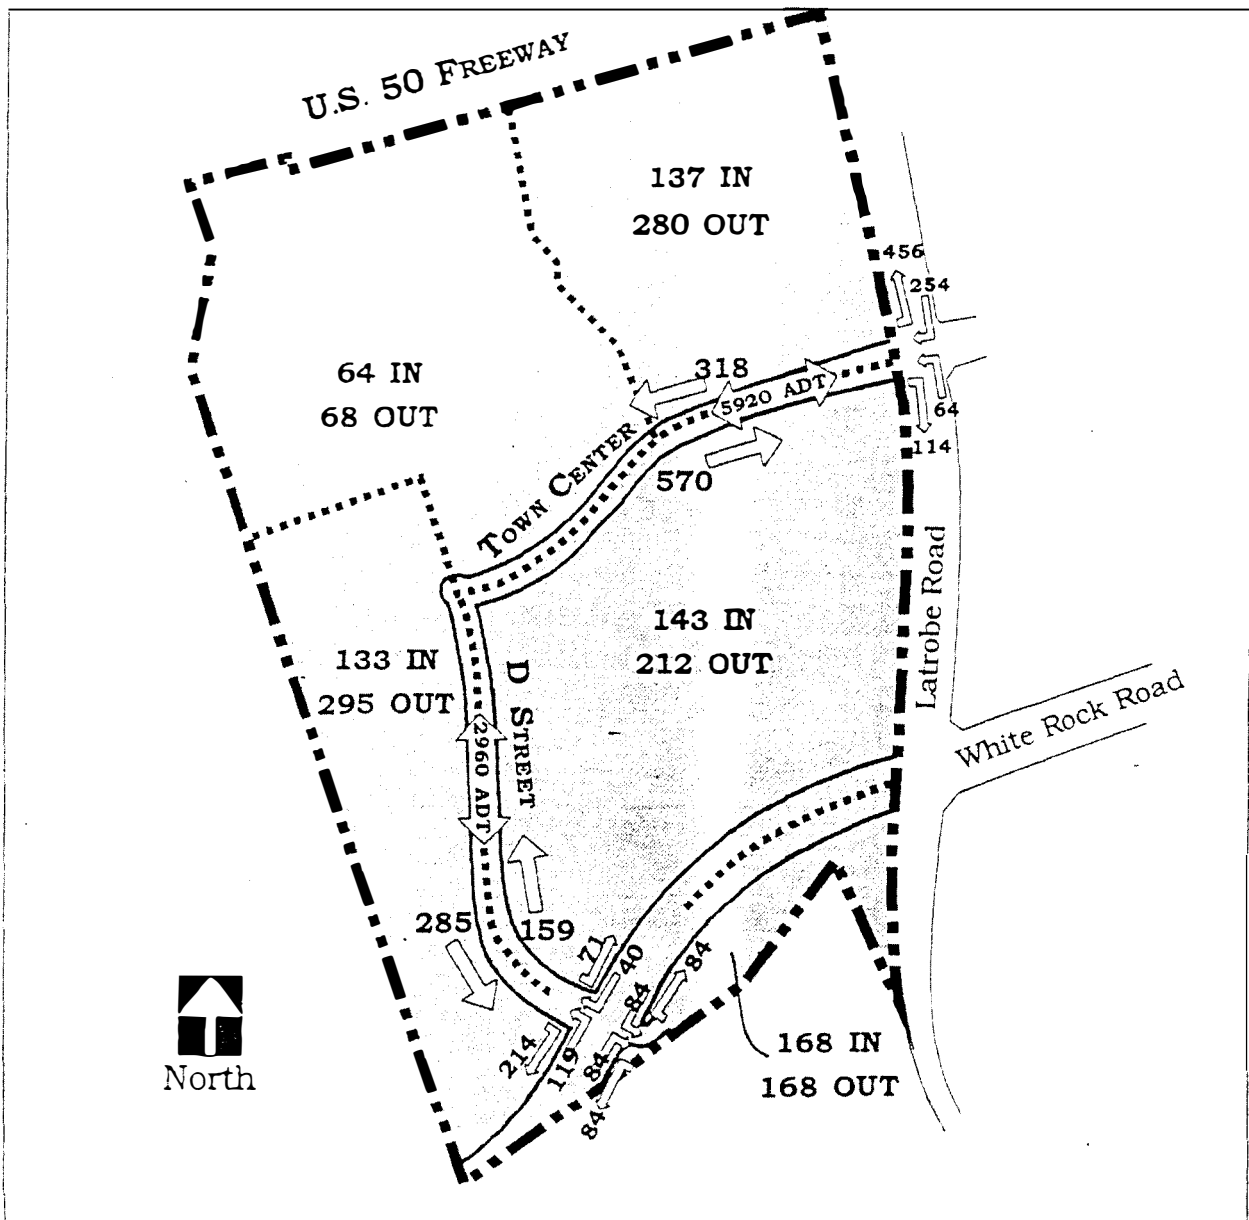 U.S. 50 FREEWAY
137 IN
280 OUT
456
254
64 IN
68 OUT
318
5920 ADT
64
114
TOWN CENTER
570
Latrobe Road
143 IN
212 OUT
133 IN
295 OUT
D STREET
2960 ADT
White Rock Road
285
159
71
40
84
84
214
119
84
84
168 IN
168 OUT
North